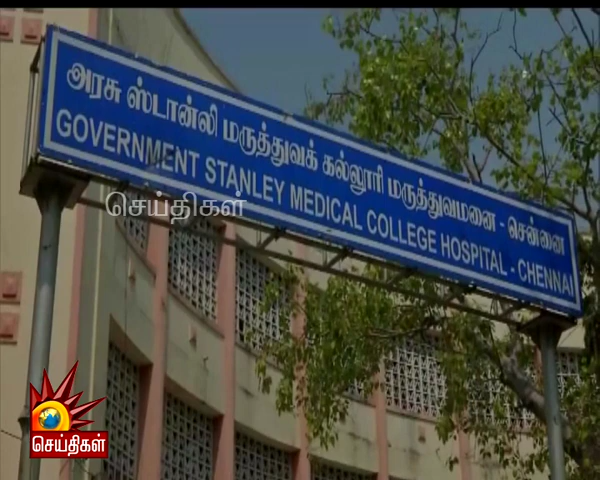 அரசு ஸ்டான்லி மருத்துவக் கல்லூரி மருத்துவமனை - சென்னை
GOVERNMENT STANLEY MEDICAL COLLEGE HOSPITAL - CHENNAI
செய்திகள்
செய்திகள்